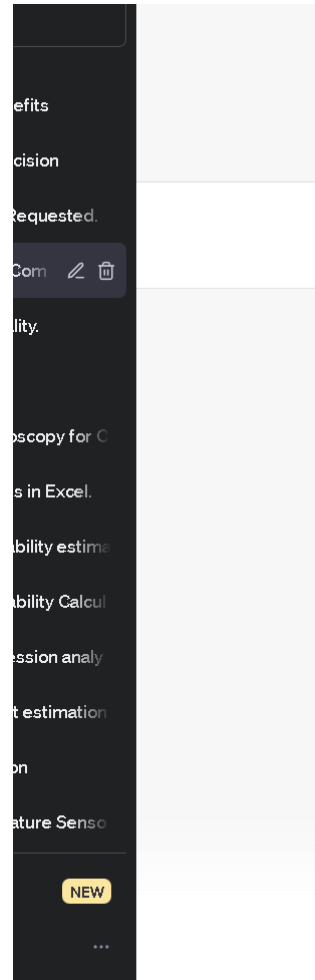 efits
cision
Requested.
Com
lity.
oscopy for C
s in Excel.
ability estima
ability Calcul
ession analy
t estimation
on
ature Senso
NEW